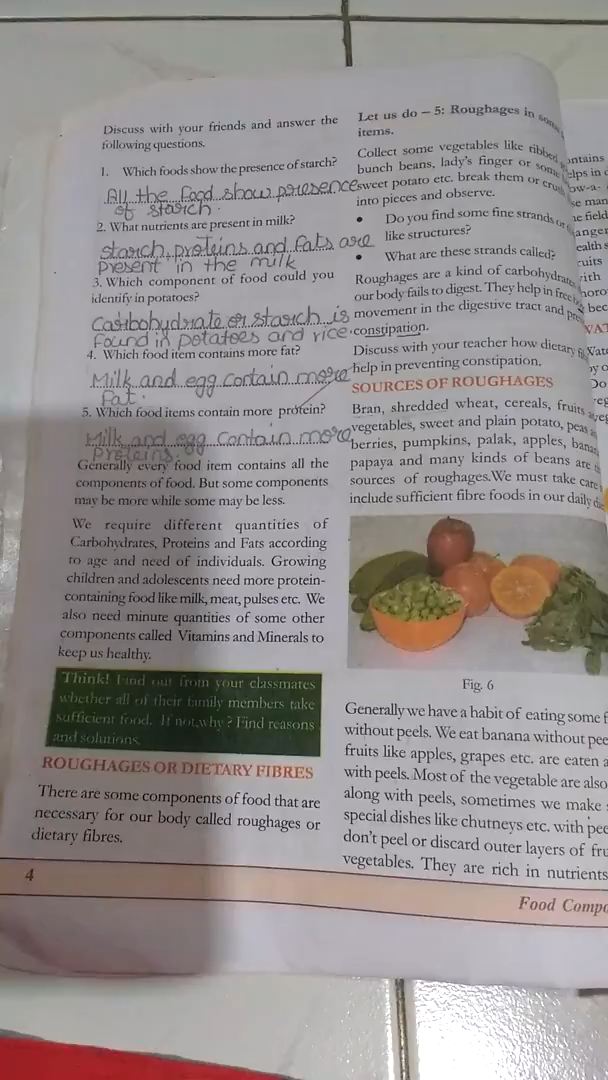 Discuss with your friends and answer the
following questions.
1. Which foods show the presence of starch?
All the food show presence
of starch.
2. What nutrients are present in milk?
starch, proteins and fats are
present in the milk
3. Which component of food could you
identify in potatoes?
Carbohydrate or starch is
found in potatoes and rice.
4. Which food item contains more fat?
Milk and egg contain more
fat.
5. Which food items contain more protein?
Milk and egg contain more
proteins.
Generally every food item contains all the
components of food. But some components
may be more while some may be less.
We require different quantities of
Carbohydrates, Proteins and Fats according
to age and need of individuals. Growing
children and adolescents need more protein-
containing food like milk, meat, pulses etc. We
also need minute quantities of some other
components called Vitamins and Minerals to
keep us healthy.
Think! Find out from your classmates
whether all of their family members take
sufficient food. If not,why? Find reasons
and solutions.
ROUGHAGES OR DIETARY FIBRES
There are some components of food that are
necessary for our body called roughages or
dietary fibres.
4
Let us do – 5: Roughages in
items.
Collect some vegetables like ribbed
bunch beans, lady's finger or some
sweet potato etc. break them or
into pieces and observe.
• Do you find some fine strands or
like structures?
• What are these strands called?
Roughages are a kind of carbohydrates
our body fails to digest. They help in free
movement in the digestive tract and
constipation.
Discuss with your teacher how dietary
help in preventing constipation.
SOURCES OF ROUGHAGES
Bran, shredded wheat, cereals, fruits
vegetables, sweet and plain potato, peas
berries, pumpkins, palak, apples,
papaya and many kinds of beans are
sources of roughages.We must take care
include sufficient fibre foods in our daily
Fig. 6
Generally we have a habit of eating some
without peels. We eat banana without
fruits like apples, grapes etc. are eaten
with peels. Most of the vegetable are also
along with peels, sometimes we make
special dishes like chutneys etc. with
don't peel or discard outer layers of
vegetables. They are rich in nutrients
Food